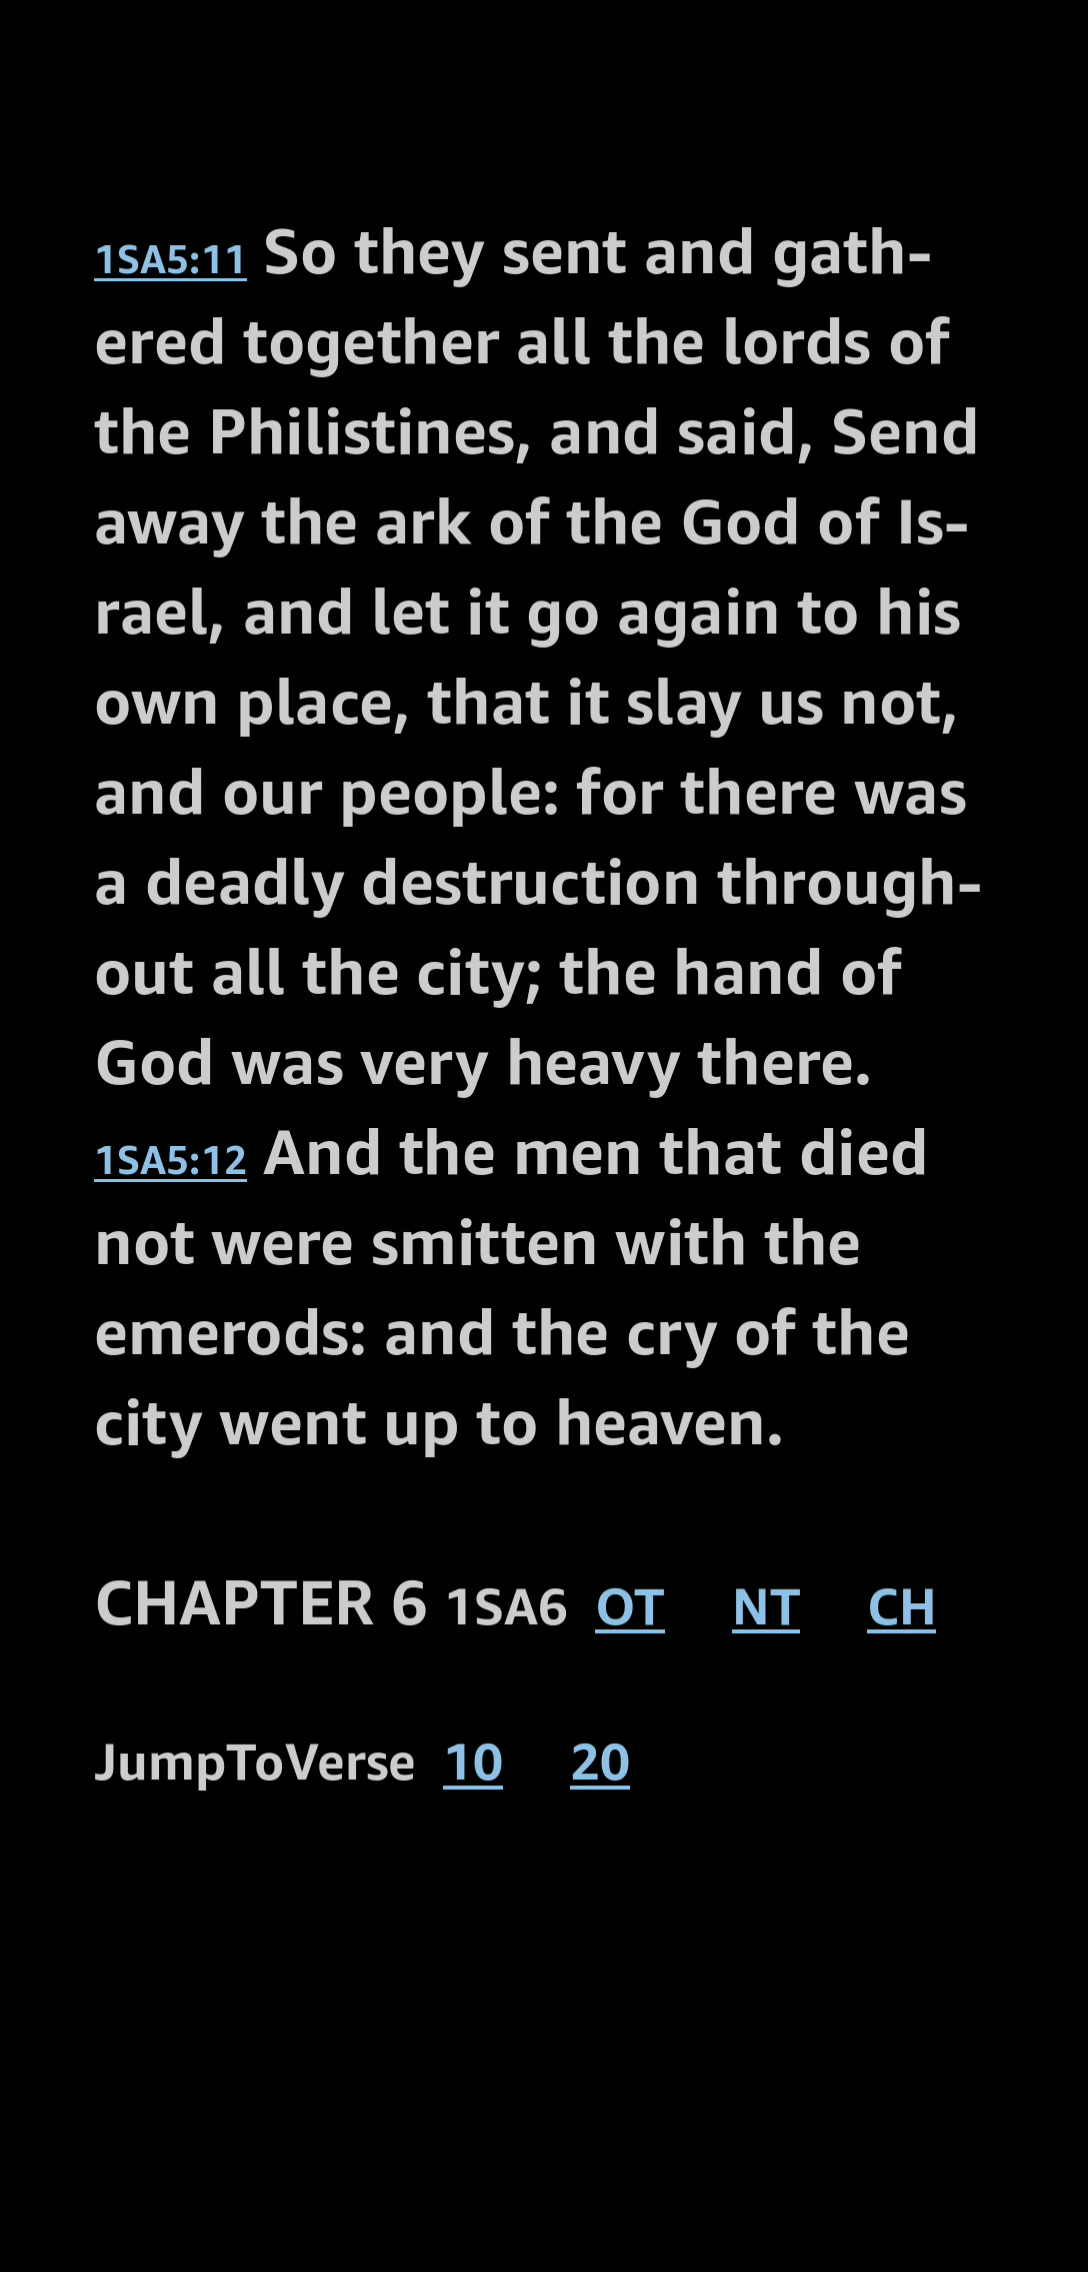 1SA5:11 So they sent and gath-
ered together all the lords of
the Philistines, and said, Send
away the ark of the God of Is-
rael, and let it go again to his
own place, that it slay us not,
and our people: for there was
a deadly destruction through-
out all the city; the hand of
God was very heavy there.
1SA5:12 And the men that died
not were smitten with the
emerods: and the cry of the
city went up to heaven.
CHAPTER 6 1SA6 OT NT CH
JumpToVerse 10 20